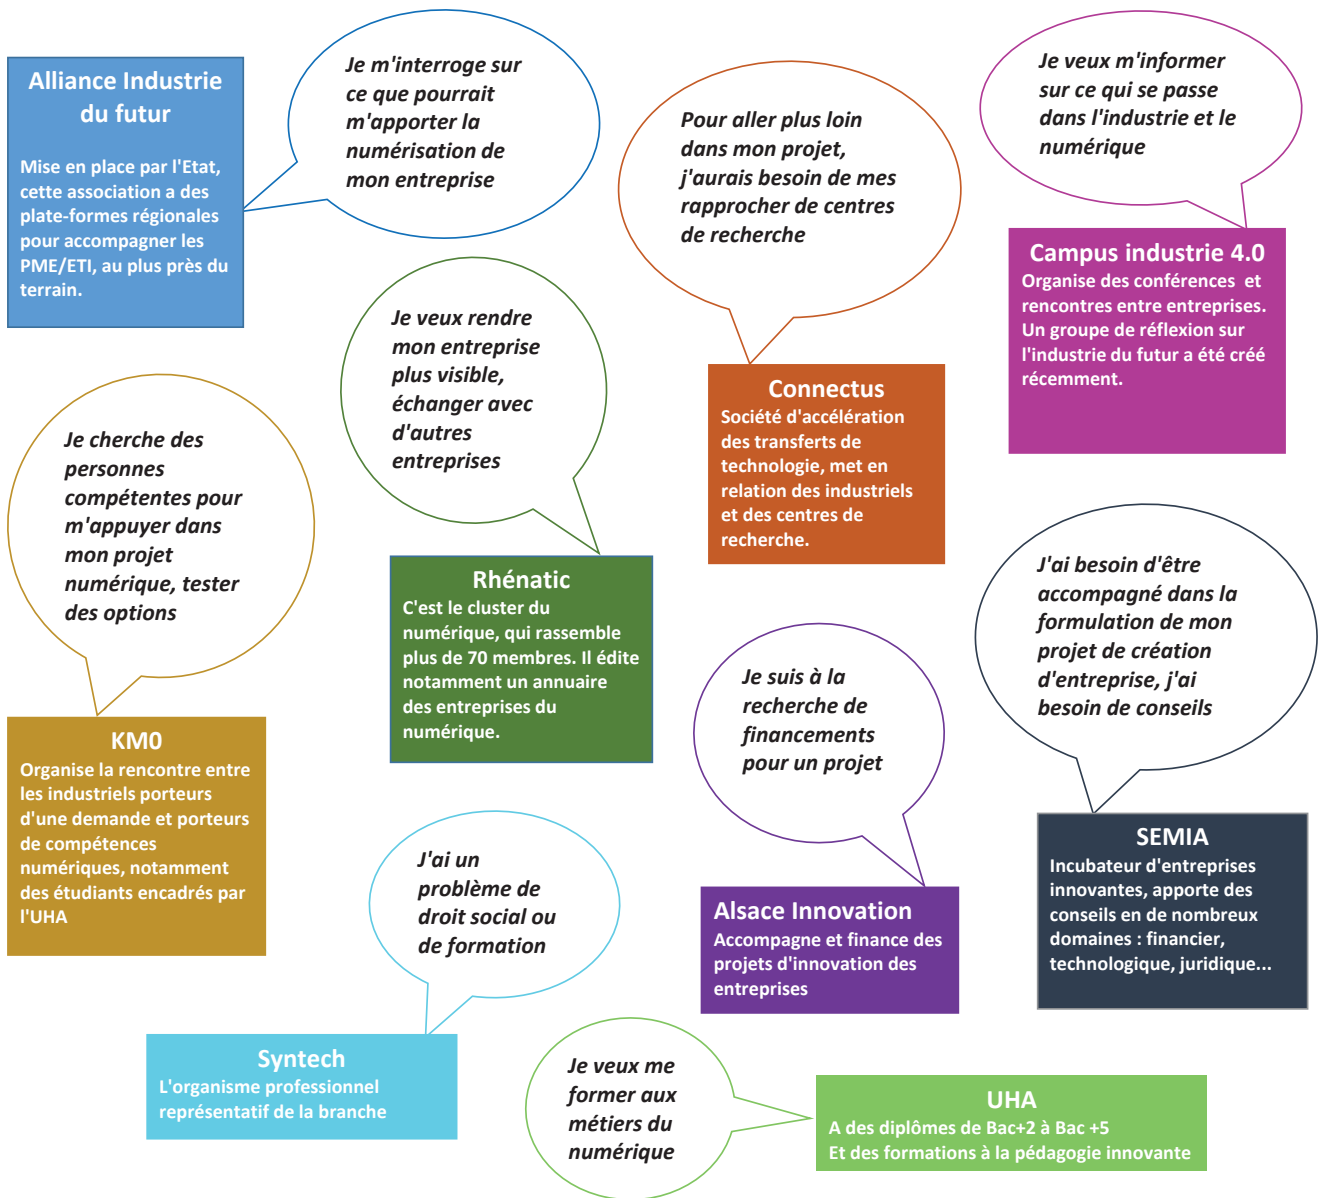 Alliance Industrie
du futur
Mise en place par l'Etat,
cette association a des
plate-formes régionales
pour accompagner les
PME/ETI, au plus près du
terrain.
Je m'interroge sur
ce que pourrait
m'apporter la
numérisation de
mon entreprise
Pour aller plus loin
dans mon projet,
j'aurais besoin de mes
rapprocher de centres
de recherche
Je veux m'informer
sur ce qui se passe
dans l'industrie et le
numérique
Campus industrie 4.0
Organise des conférences et
rencontres entre entreprises.
Un groupe de réflexion sur
l'industrie du futur a été créé
récemment.
Je veux rendre
mon entreprise
plus visible,
échanger avec
d'autres
entreprises
Connectus
Société d'accélération
des transferts de
technologie, met en
relation des industriels
et des centres de
recherche.
Je cherche des
personnes
compétentes pour
m'appuyer dans
mon projet
numérique, tester
des options
Rhénatic
C'est le cluster du
numérique, qui rassemble
plus de 70 membres. Il édite
notamment un annuaire
des entreprises du
numérique.
J'ai besoin d'être
accompagné dans la
formulation de mon
projet de création
d'entreprise, j'ai
besoin de conseils
Je suis à la
recherche de
financements
pour un projet
KM0
Organise la rencontre entre
les industriels porteurs
d'une demande et porteurs
de compétences
numériques, notamment
des étudiants encadrés par
l'UHA
SEMIA
Incubateur d'entreprises
innovantes, apporte des
conseils en de nombreux
domaines : financier,
technologique, juridique...
J'ai un
problème de
droit social ou
de formation
Alsace Innovation
Accompagne et finance des
projets d'innovation des
entreprises
Syntech
L'organisme professionnel
représentatif de la branche
Je veux me
former aux
métiers du
numérique
UHA
A des diplômes de Bac+2 à Bac +5
Et des formations à la pédagogie innovante